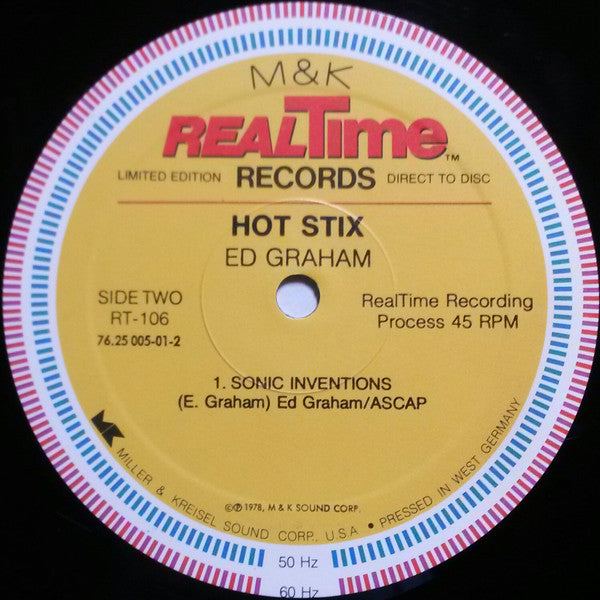 M&K
REALTime™
LIMITED EDITION RECORDS DIRECT TO DISC
HOT STIX
ED GRAHAM
SIDE TWO
RT-106
76.25 005-01-2
RealTime Recording
Process 45 RPM
1. SONIC INVENTIONS
(E. Graham) Ed Graham/ASCAP
MK MILLER & KREISEL SOUND CORP., U.S.A • PRESSED IN WEST GERMANY
©℗ 1978, M & K SOUND CORP.
50 Hz
60 Hz